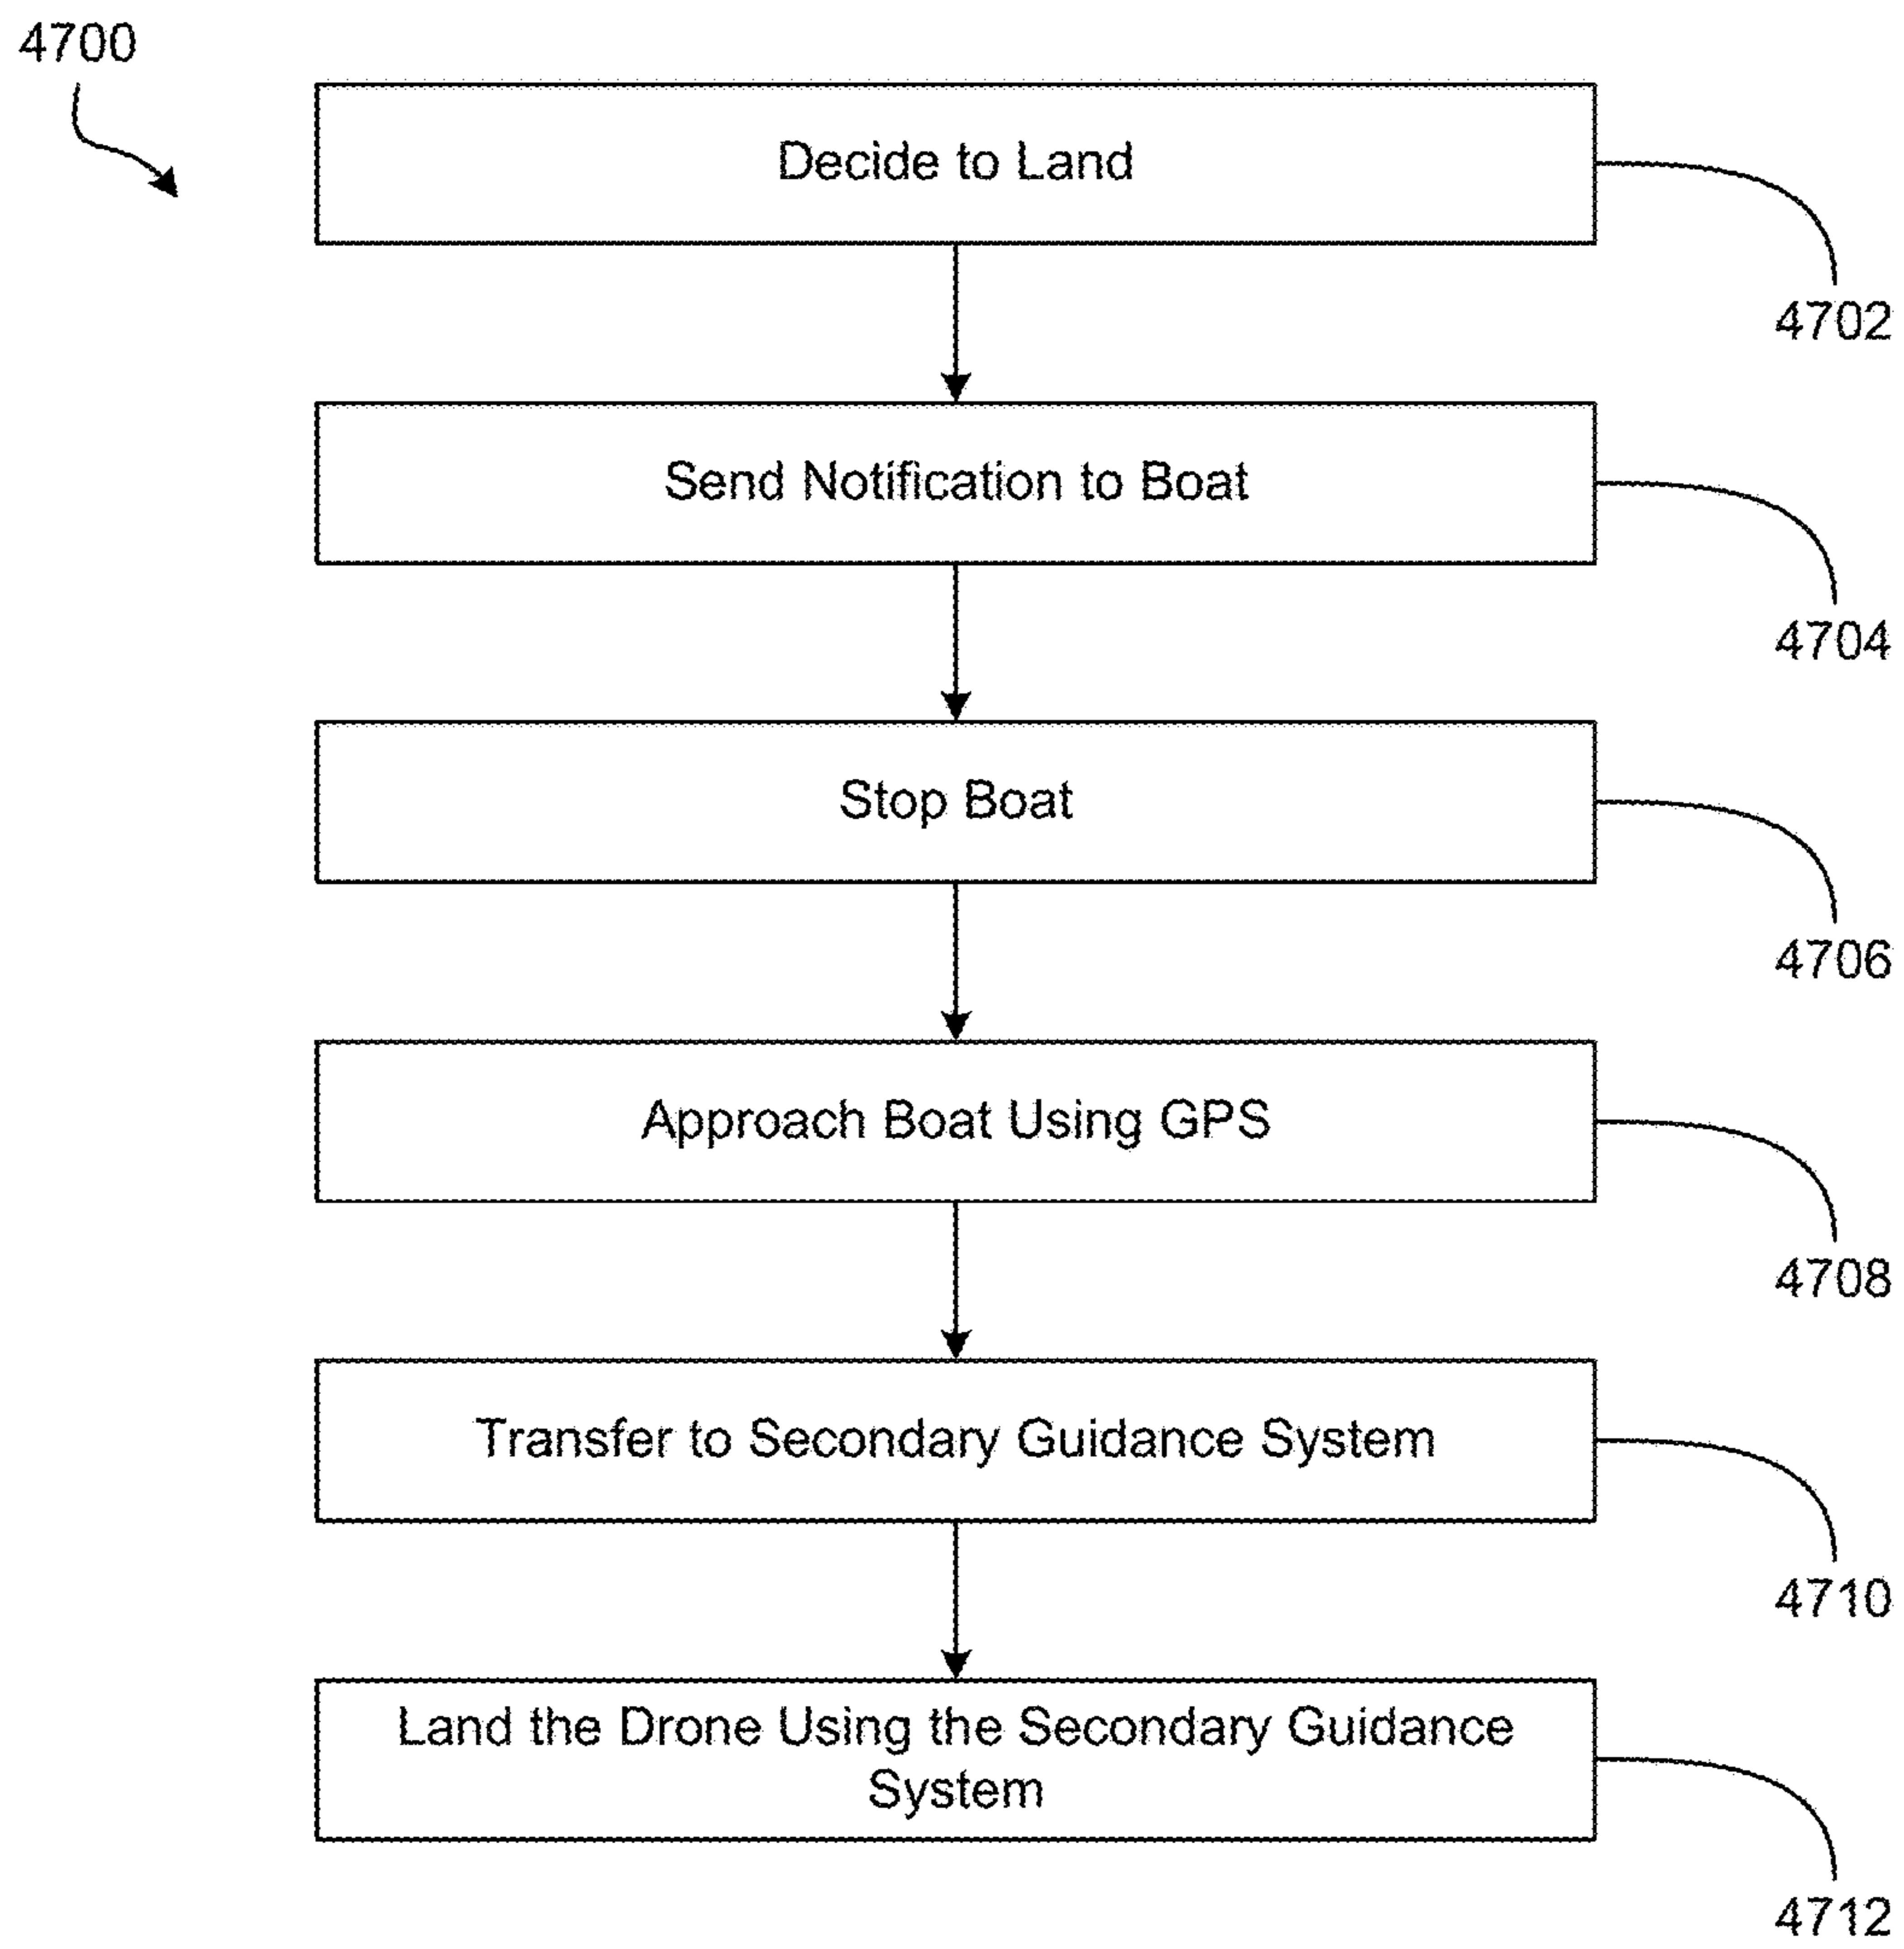 4700
Decide to Land
4702
Send Notification to Boat
4704
Stop Boat
4706
Approach Boat Using GPS
4708
Transfer to Secondary Guidance System
4710
Land the Drone Using the Secondary Guidance
System
4712